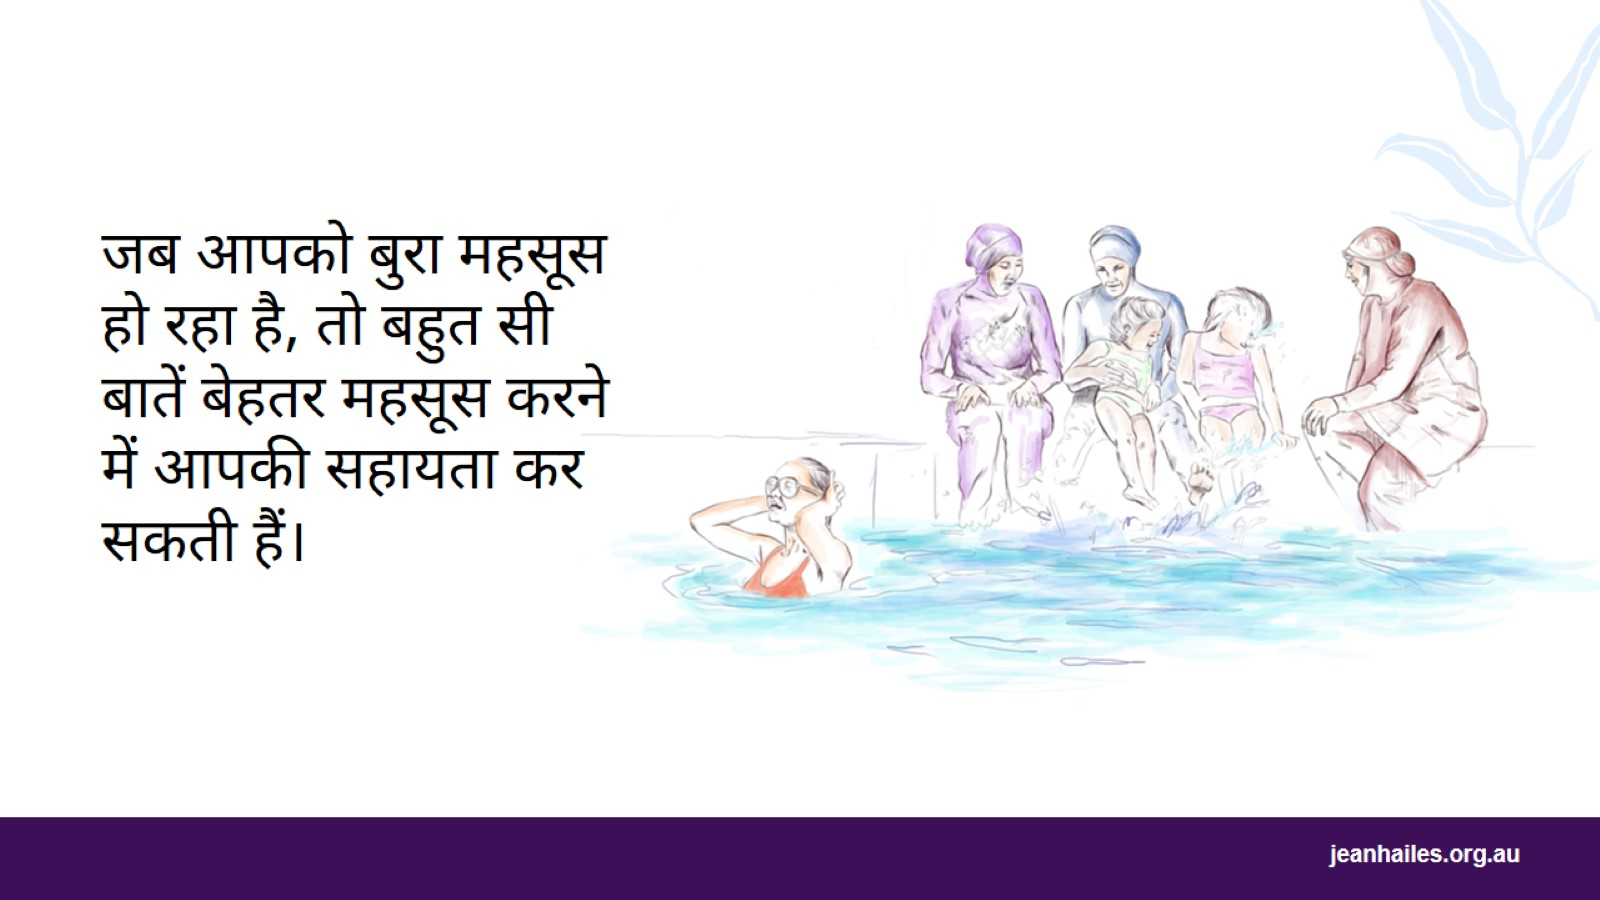 जब आपको बुरा महसूस
हो रहा है, तो बहुत सी
बातें बेहतर महसूस करने
में आपकी सहायता कर
सकती हैं।
jeanhailes.org.au